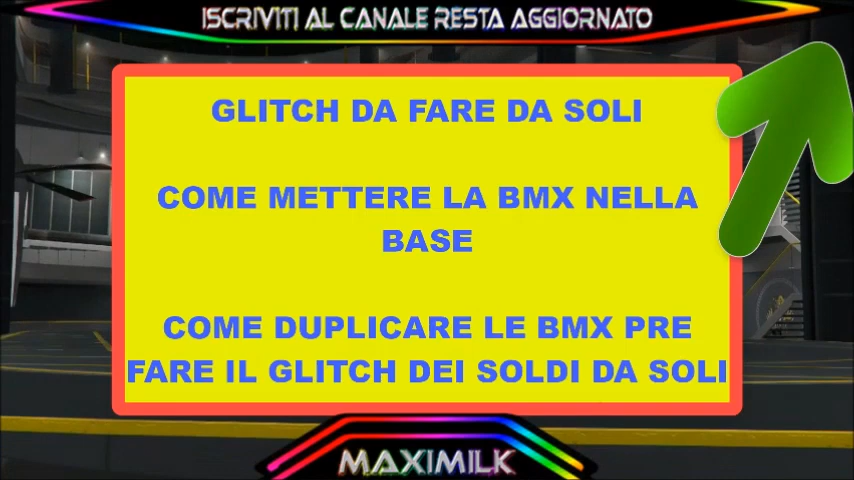 ISCRIVITI AL CANALE RESTA AGGIORNATO
GLITCH DA FARE DA SOLI
COME METTERE LA BMX NELLA
BASE
COME DUPLICARE LE BMX PRE
FARE IL GLITCH DEI SOLDI DA SOLI
MAXIMILK